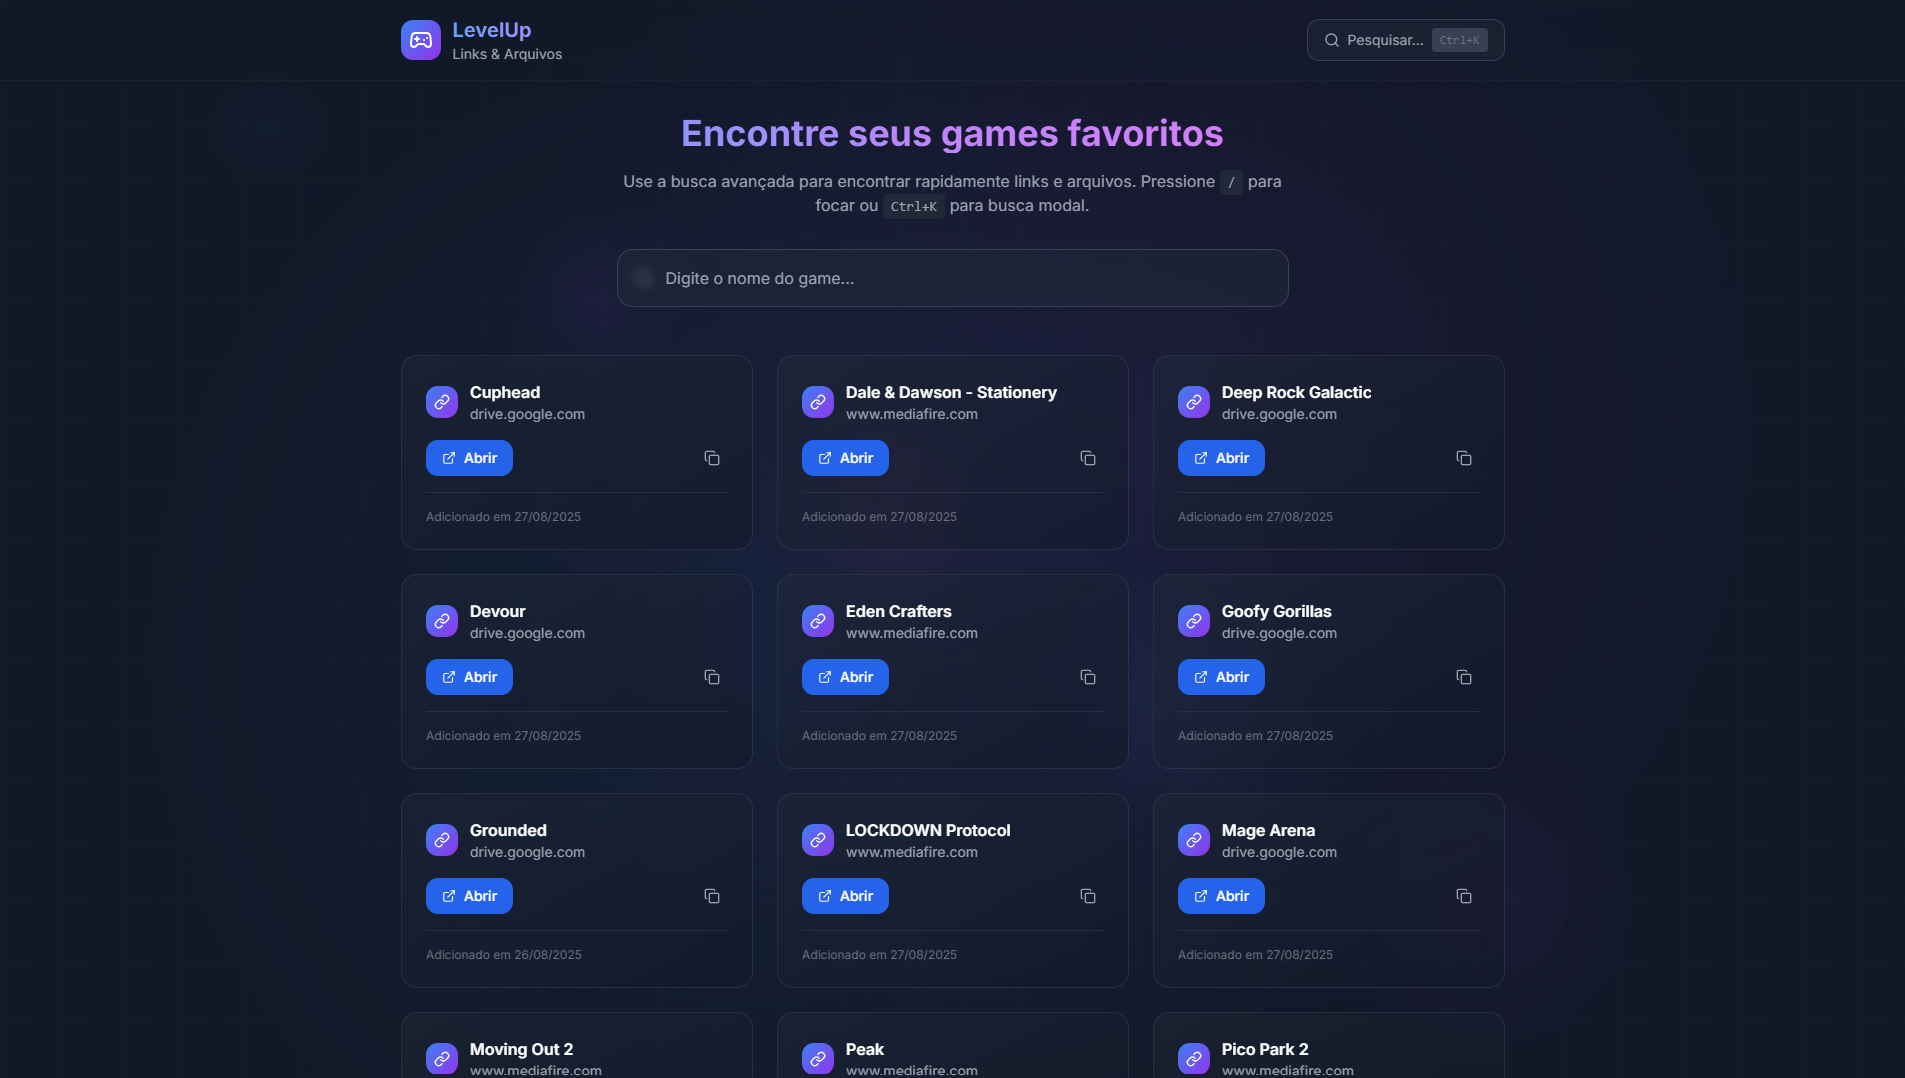 LevelUp
Links & Arquivos
Pesquisar...
Ctrl+K
Encontre seus games favoritos
Use a busca avançada para encontrar rapidamente links e arquivos. Pressione / para
focar ou Ctrl+K para busca modal.
Digite o nome do game...
Cuphead
drive.google.com
Abrir
Adicionado em 27/08/2025
Dale & Dawson - Stationery
www.mediafire.com
Abrir
Adicionado em 27/08/2025
Deep Rock Galactic
drive.google.com
Abrir
Adicionado em 27/08/2025
Devour
drive.google.com
Abrir
Adicionado em 27/08/2025
Eden Crafters
www.mediafire.com
Abrir
Adicionado em 27/08/2025
Goofy Gorillas
drive.google.com
Abrir
Adicionado em 27/08/2025
Grounded
drive.google.com
Abrir
Adicionado em 26/08/2025
LOCKDOWN Protocol
www.mediafire.com
Abrir
Adicionado em 27/08/2025
Mage Arena
drive.google.com
Abrir
Adicionado em 27/08/2025
Moving Out 2
www.mediafire.com
Peak
www.mediafire.com
Pico Park 2
www.mediafire.com